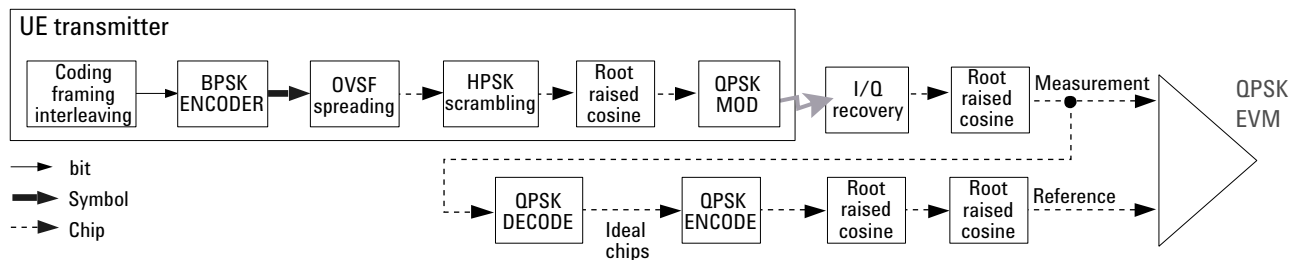 UE transmitter
Coding
framing
interleaving
BPSK
ENCODER
OVSF
spreading
HPSK
scrambling
Root
raised
cosine
QPSK
MOD
I/Q
recovery
Root
raised
cosine
Measurement
QPSK
EVM
bit
Symbol
Chip
QPSK
DECODE
Ideal
chips
QPSK
ENCODE
Root
raised
cosine
Root
raised
cosine
Reference